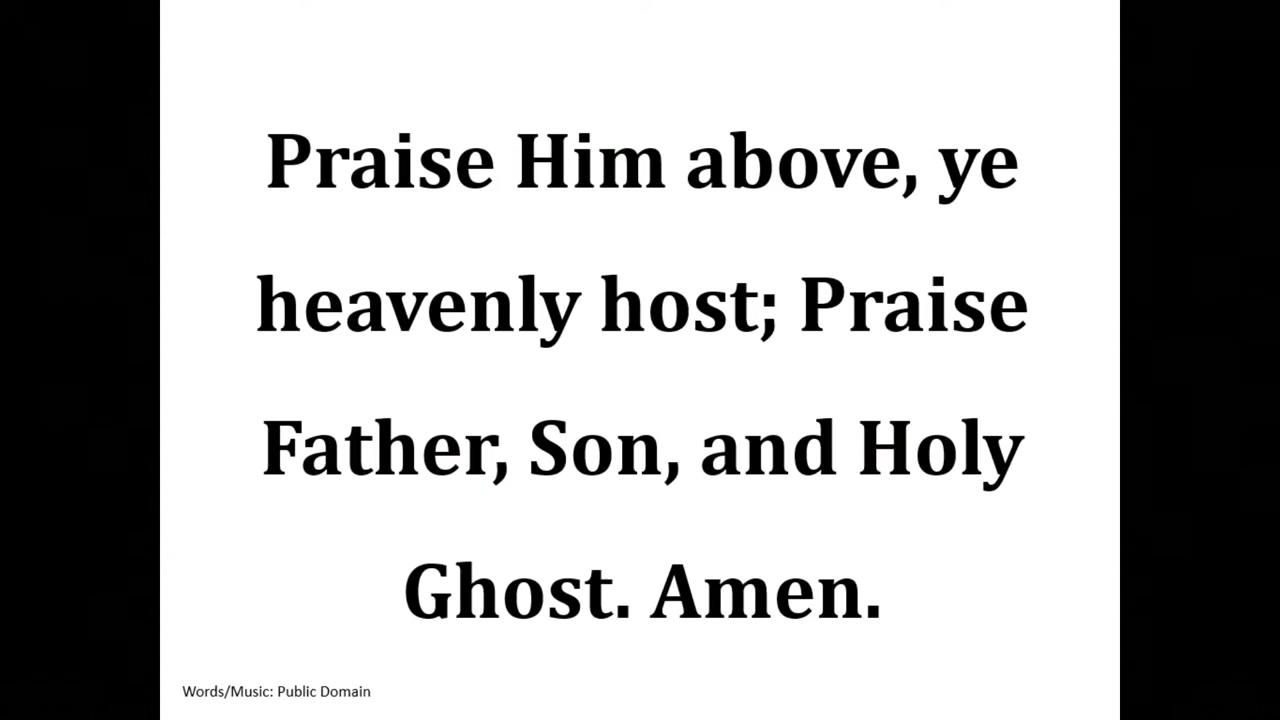 Praise Him above, ye
heavenly host; Praise
Father, Son, and Holy
Ghost. Amen.
Words/Music: Public Domain